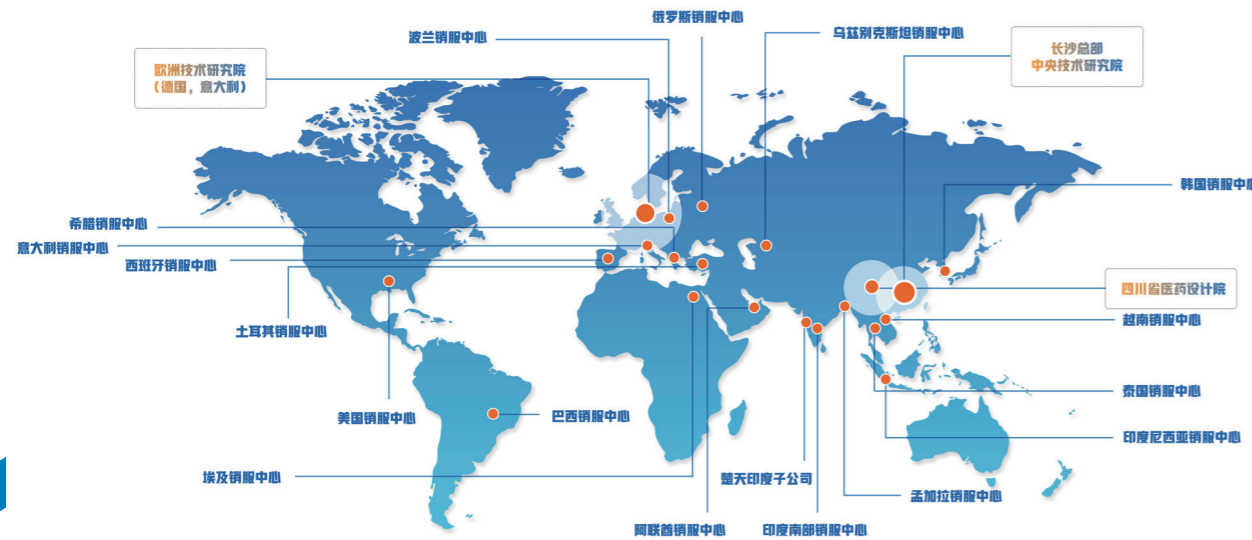 俄罗斯销服中心
波兰销服中心
乌兹别克斯坦销服中心
长沙总部
中央技术研究院
欧洲技术研究院
(德国,意大利)
韩国销服中心
希腊销服中心
意大利销服中心
西班牙销服中心
四川省医药设计院
土耳其销服中心
越南销服中心
泰国销服中心
美国销服中心
巴西销服中心
印度尼西亚销服中心
埃及销服中心
楚天印度子公司
孟加拉销服中心
阿联酋销服中心
印度南部销服中心